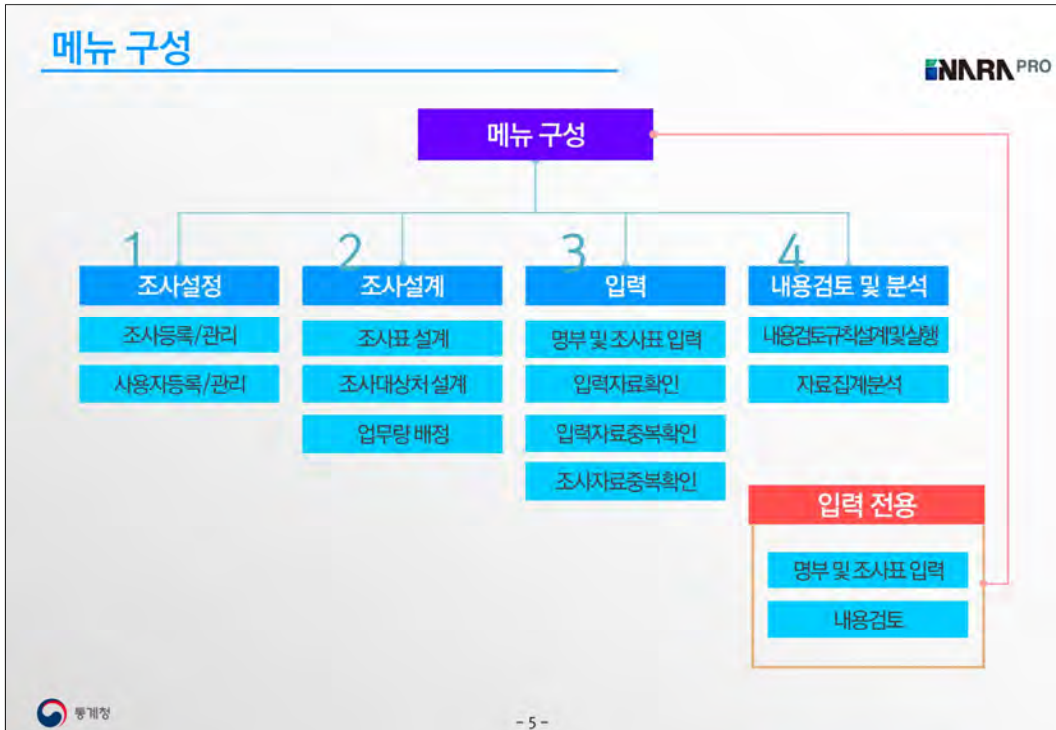 메뉴 구성
NARA PRO
메뉴 구성
1
조사설정
조사등록/관리
사용자등록/관리
2
조사설계
조사표 설계
조사대상처 설계
업무량 배정
3
입력
명부 및 조사표 입력
입력자료확인
입력자료중복확인
조사자료중복확인
4
내용검토 및 분석
내용검토규칙설계및실행
자료집계분석
입력 전용
명부 및 조사표 입력
내용검토
통계청
- 5 -